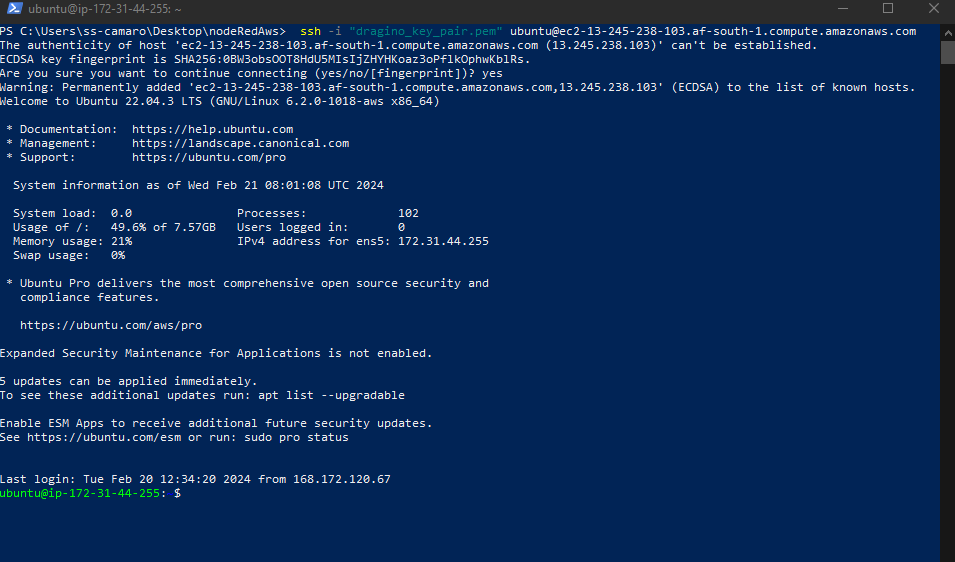 ubuntu@ip-172-31-44-255: ~
PS C:\Users\ss-camaro\Desktop\nodeRedAws> ssh -i "dragino_key_pair.pem" ubuntu@ec2-13-245-238-103.af-south-1.compute.amazonaws.com
The authenticity of host 'ec2-13-245-238-103.af-south-1.compute.amazonaws.com (13.245.238.103)' can't be established.
ECDSA key fingerprint is SHA256:0BW3obsOOT8HdU5MIsIjZHYHKoaz3oPflkOphwKblRs.
Are you sure you want to continue connecting (yes/no/[fingerprint])? yes
Warning: Permanently added 'ec2-13-245-238-103.af-south-1.compute.amazonaws.com,13.245.238.103' (ECDSA) to the list of known hosts.
Welcome to Ubuntu 22.04.3 LTS (GNU/Linux 6.2.0-1018-aws x86_64)
* Documentation: https://help.ubuntu.com
* Management: https://landscape.canonical.com
* Support: https://ubuntu.com/pro
System information as of Wed Feb 21 08:01:08 UTC 2024
System load: 0.0 Processes: 102
Usage of /: 49.6% of 7.57GB Users logged in: 0
Memory usage: 21% IPv4 address for ens5: 172.31.44.255
Swap usage: 0%
* Ubuntu Pro delivers the most comprehensive open source security and
compliance features.
https://ubuntu.com/aws/pro
Expanded Security Maintenance for Applications is not enabled.
5 updates can be applied immediately.
To see these additional updates run: apt list --upgradable
Enable ESM Apps to receive additional future security updates.
See https://ubuntu.com/esm or run: sudo pro status
Last login: Tue Feb 20 12:34:20 2024 from 168.172.120.67
ubuntu@ip-172-31-44-255: $